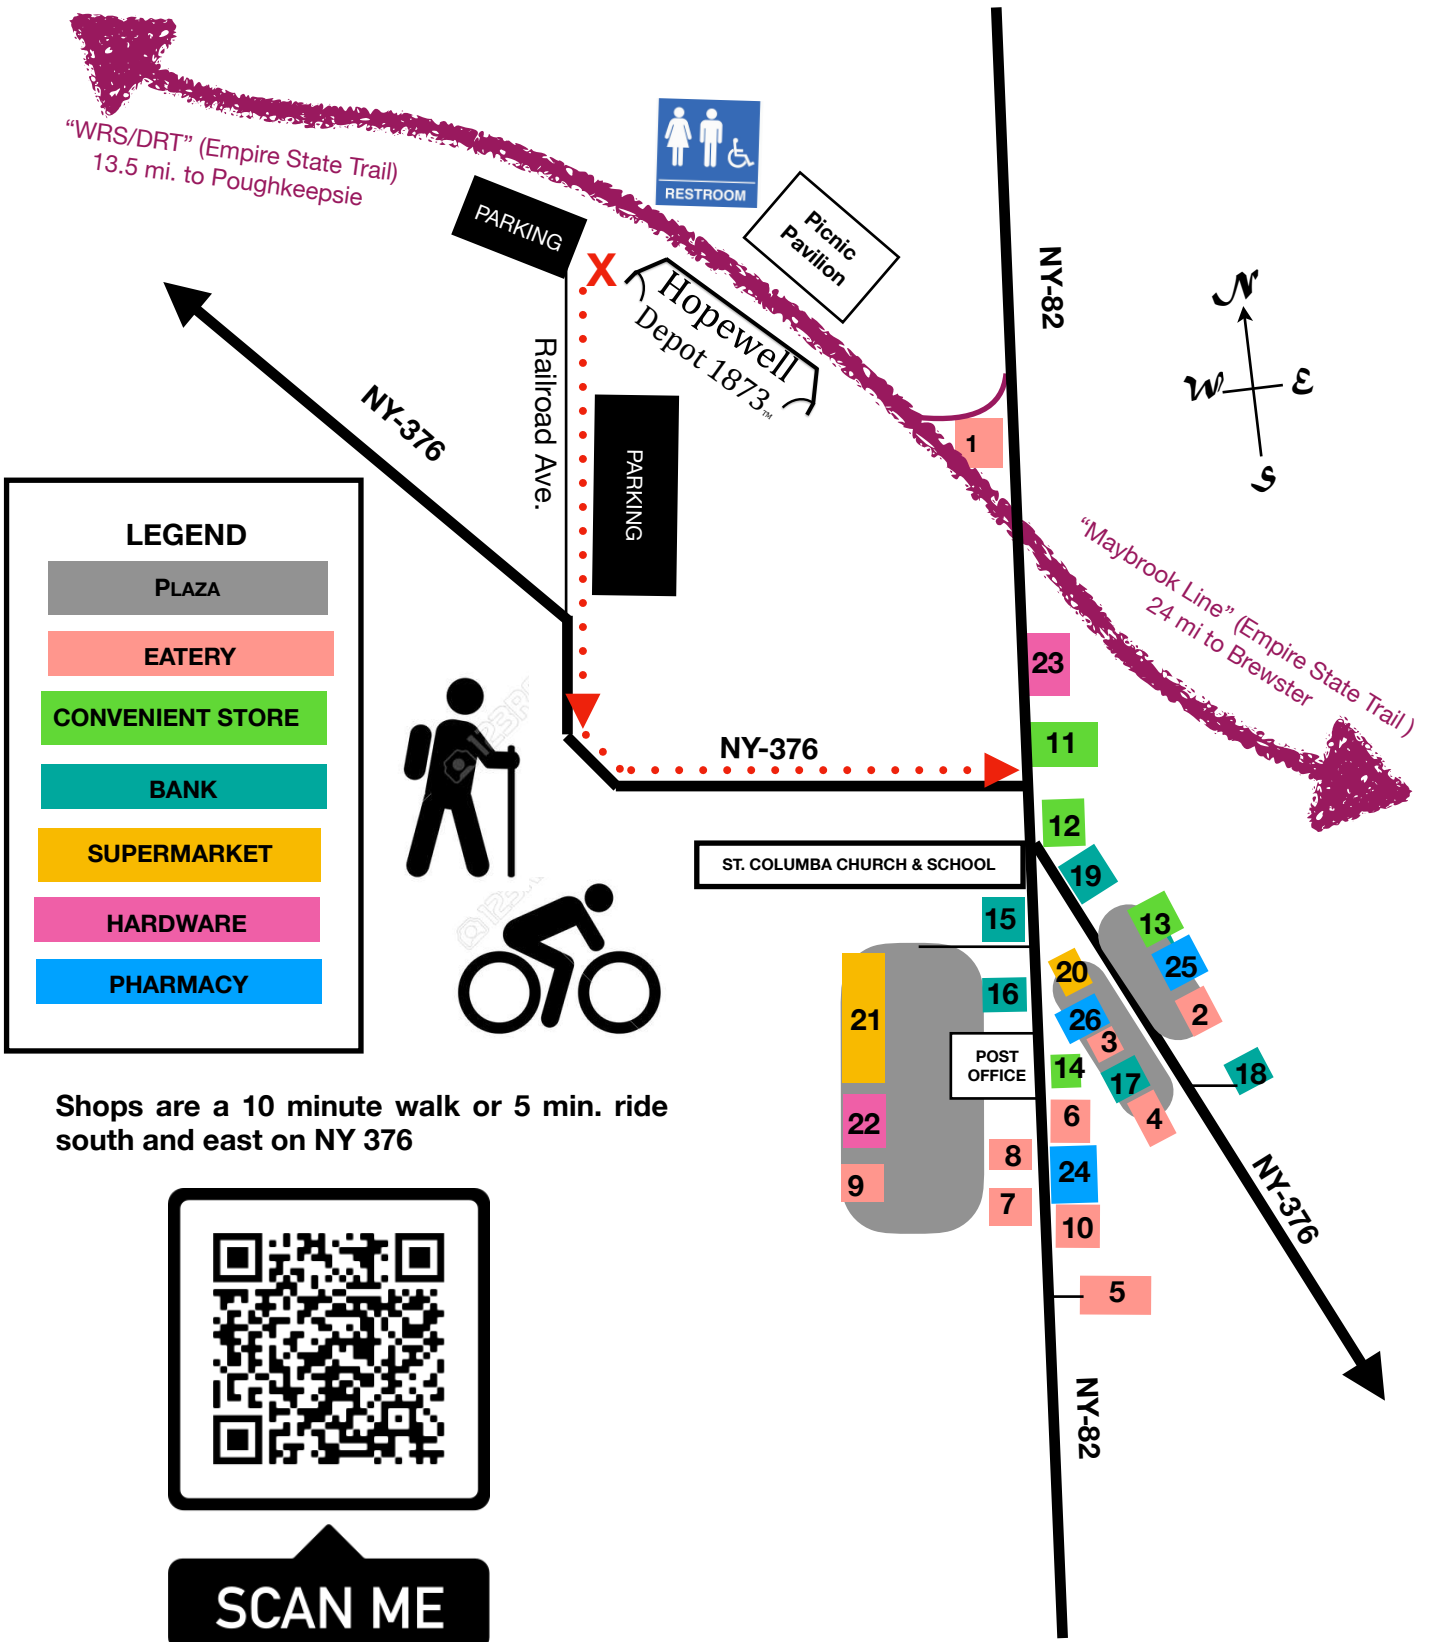 “WRS/DRT” (Empire State Trail)
13.5 mi. to Poughkeepsie
RESTROOM
PARKING
Picnic
Pavilion
X
Hopewell
Depot 1873™
NY-82
N
W
E
S
Railroad Ave.
NY-376
PARKING
1
“Maybrook Line” (Empire State Trail )
24 mi to Brewster
LEGEND
PLAZA
EATERY
CONVENIENT STORE
BANK
SUPERMARKET
HARDWARE
PHARMACY
23
11
NY-376
12
ST. COLUMBA CHURCH & SCHOOL
19
15
13
20
25
16
21
26
2
3
POST
OFFICE
14
17
18
6
4
22
8
24
9
7
10
NY-376
5
NY-82
Shops are a 10 minute walk or 5 min. ride
south and east on NY 376
SCAN ME